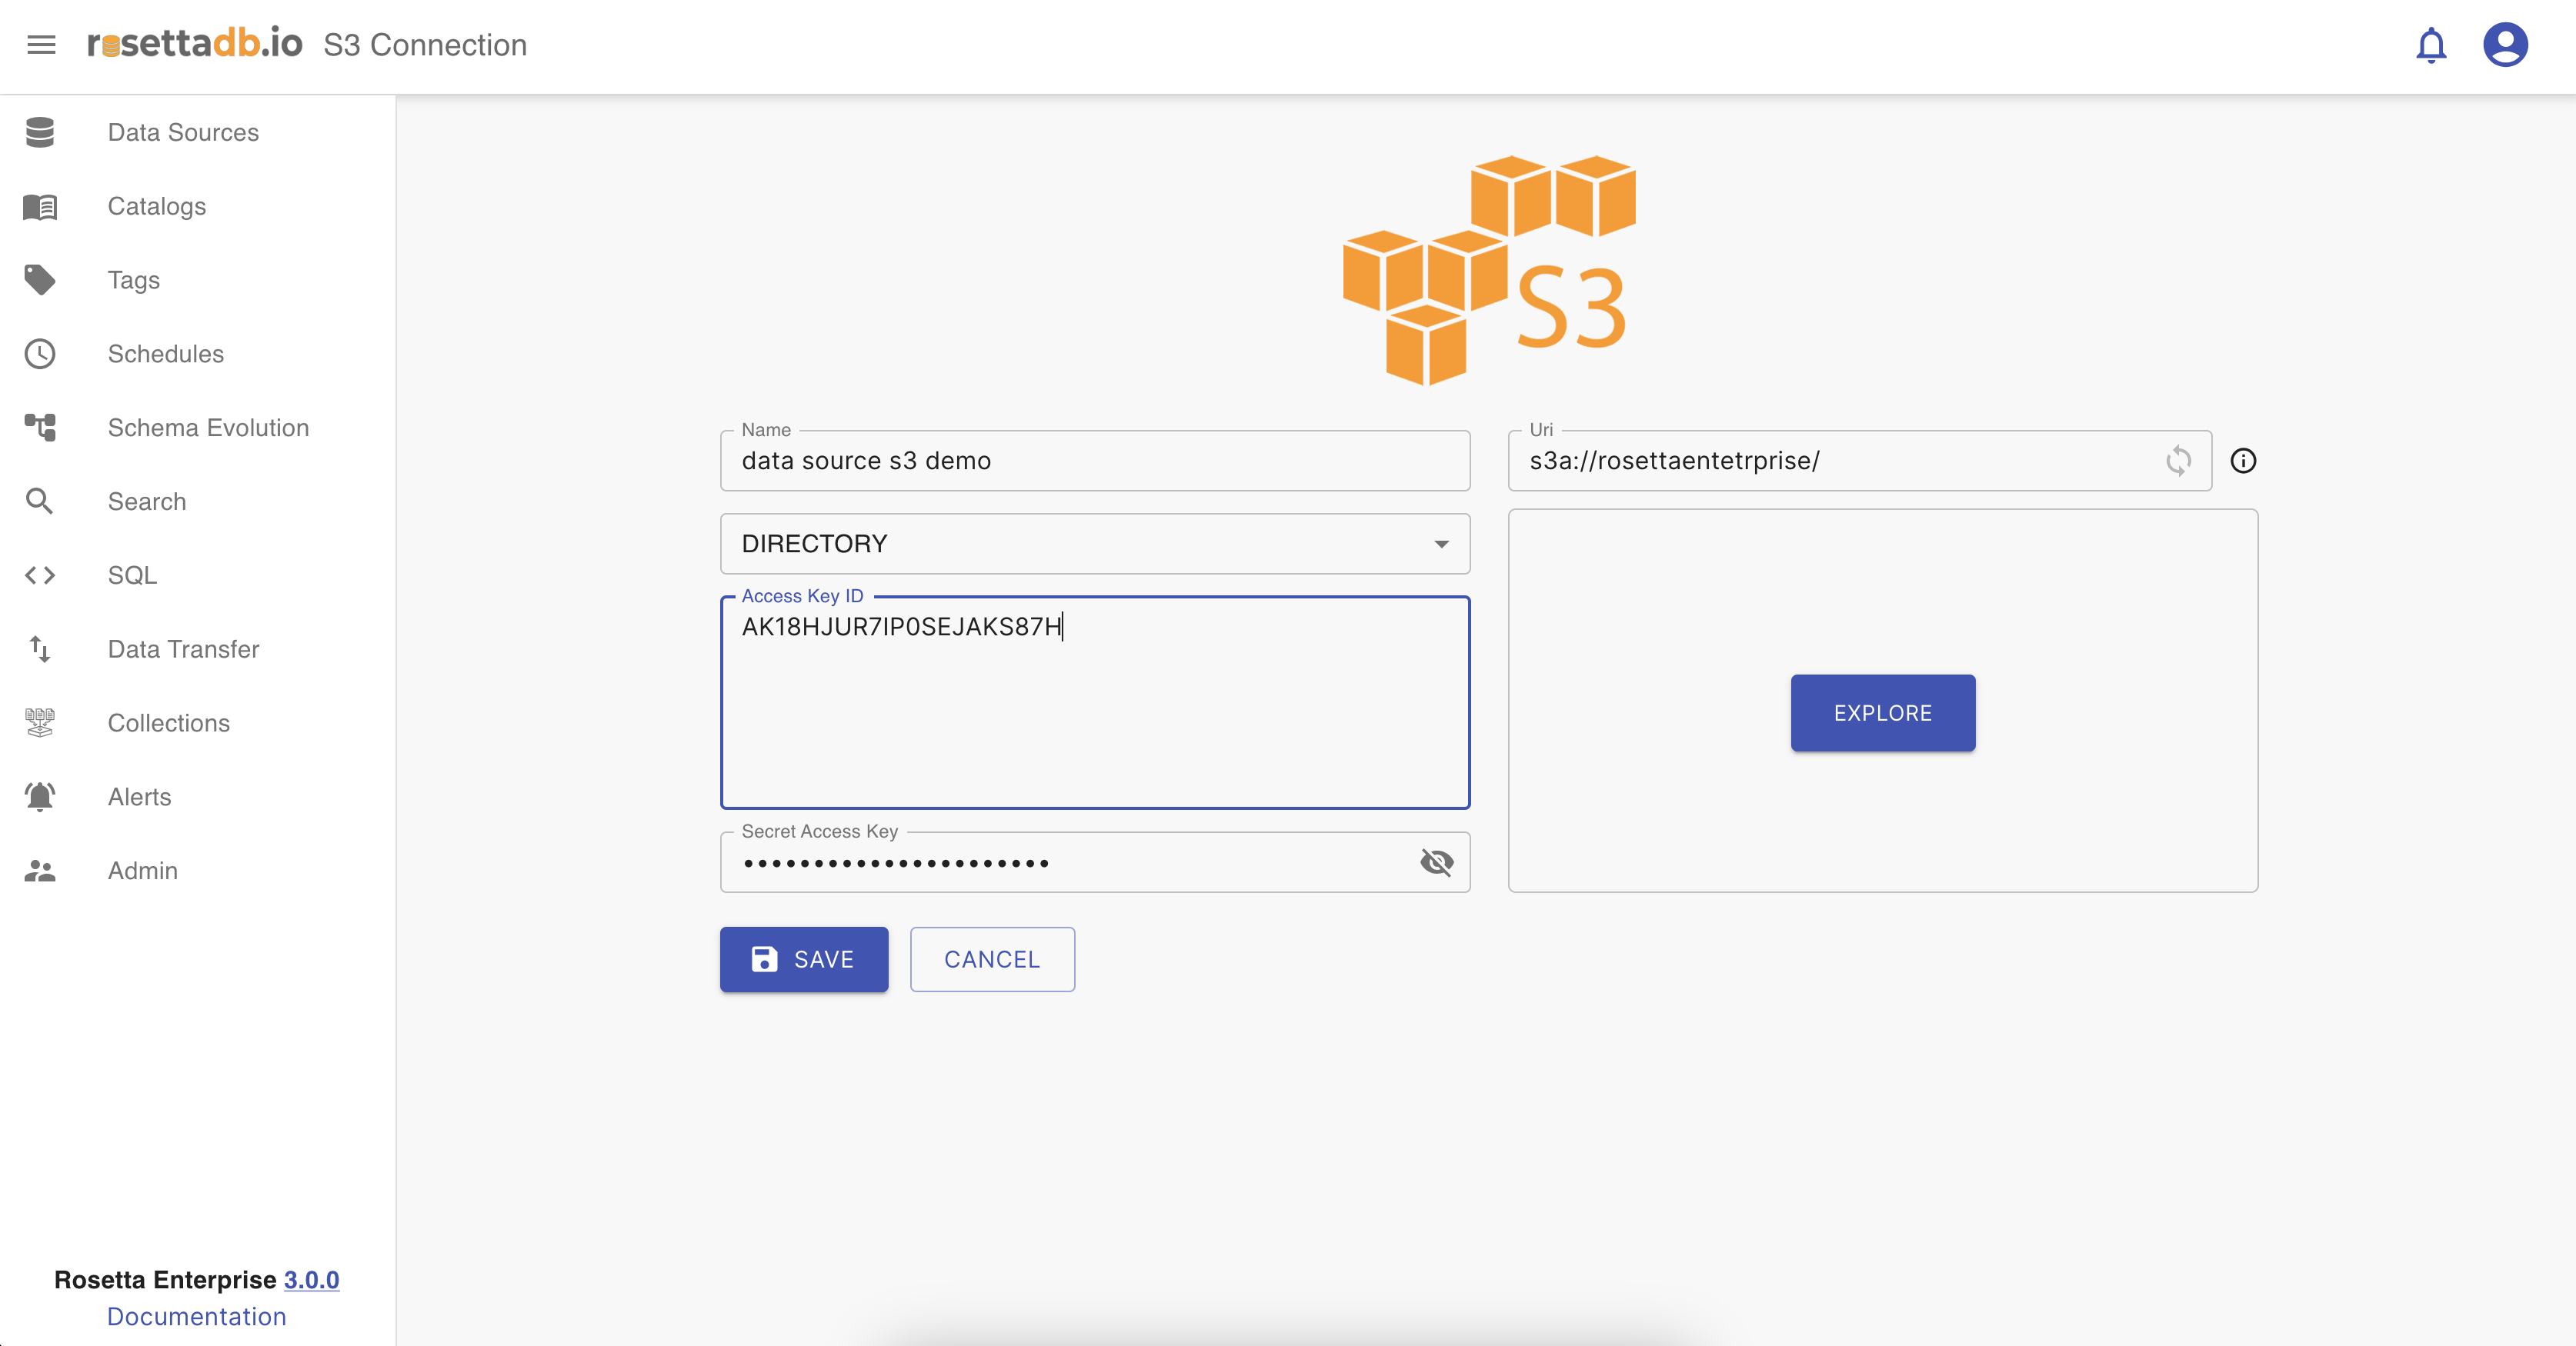 rosettadb.io S3 Connection
Data Sources
Catalogs
Tags
Schedules
Schema Evolution
Search
SQL
Data Transfer
Collections
Alerts
Admin
Rosetta Enterprise 3.0.0
Documentation
S3
Name
data source s3 demo
DIRECTORY
Access Key ID
AK18HJUR7IP0SEJAKS87H
Secret Access Key
••••••••••••••••••••••
SAVE
CANCEL
Uri
s3a://rosettaentetrprise/
EXPLORE